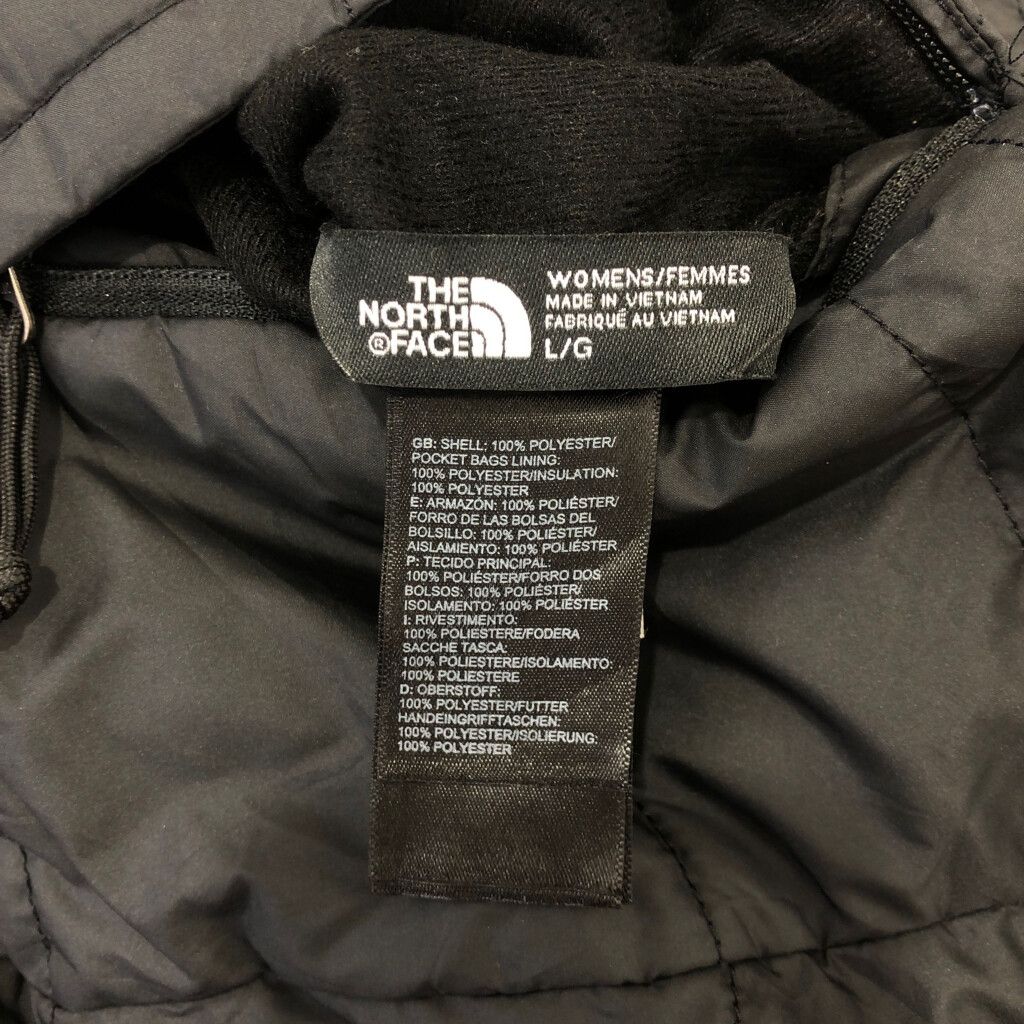 THE
NORTH
®FACE
WOMENS/FEMMES
MADE IN VIETNAM
FABRIQUÉ AU VIETNAM
L/G
GB: SHELL: 100% POLYESTER/
POCKET BAGS LINING:
100% POLYESTER/INSULATION:
100% POLYESTER
E: ARMAZÓN: 100% POLIÉSTER/
FORRO DE LAS BOLSAS DEL
BOLSILLO: 100% POLIÉSTER/
AISLAMIENTO: 100% POLIÉSTER
P: TECIDO PRINCIPAL:
100% POLIÉSTER/FORRO DOS
BOLSOS: 100% POLIÉSTER/
ISOLAMENTO: 100% POLIÉSTER
I: RIVESTIMENTO:
100% POLIESTERE/FODERA
SACCHE TASCA:
100% POLIESTERE/ISOLAMENTO:
100% POLIESTERE
D: OBERSTOFF:
100% POLYESTER/FUTTER
HANDEINGRIFFTASCHEN:
100% POLYESTER/ISOLIERUNG:
100% POLYESTER